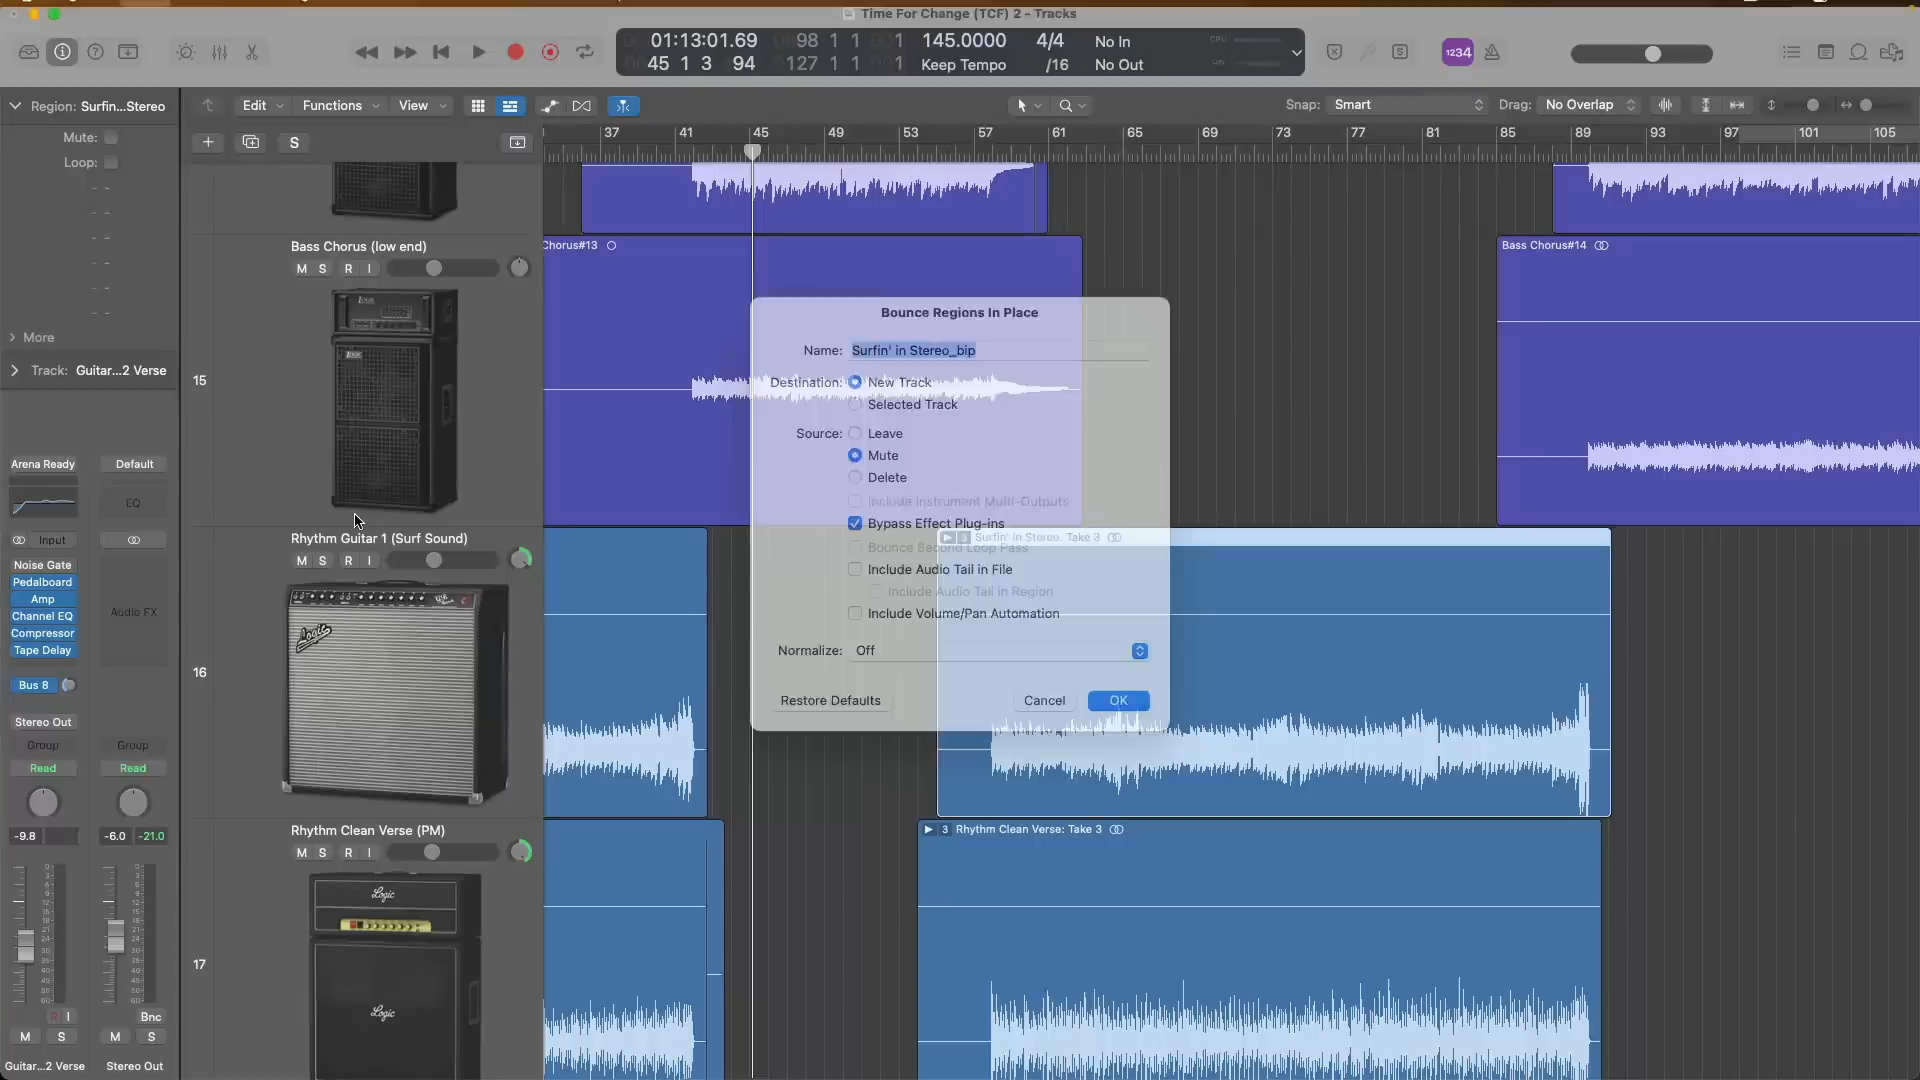 Time For Change (TCF) 2 - Tracks
01:13:01.69 98 1 1 1 145.0000 4/4 No In CPU
45 1 3 94 127 1 1 1 Keep Tempo /16 No Out HD
1234
Region: Surfin...Stereo
Edit Functions View
Snap: Smart Drag: No Overlap
Mute:
Loop:
S
37 41 45 49 53 57 61 65 69 73 77 81 85 89 93 97 101 105
More
Track: Guitar...2 Verse
Bass Chorus (low end)
M S R I
15
Chorus#13
Bass Chorus#14
Bounce Regions In Place
Name: Surfin' in Stereo_bip
Destination: New Track
Selected Track
Source: Leave
Mute
Delete
Include Instrument Multi-Outputs
Bypass Effect Plug-ins
Bounce Second Loop Pass
Include Audio Tail in File
Include Audio Tail in Region
Include Volume/Pan Automation
Normalize: Off
Restore Defaults Cancel OK
3 Surfin' in Stereo: Take 3
Rhythm Guitar 1 (Surf Sound)
M S R I
Logic
16
Rhythm Clean Verse (PM)
M S R I
Logic
Logic
17
3 Rhythm Clean Verse: Take 3
Arena Ready Default
EQ
Input
Noise Gate
Pedalboard
Amp
Channel EQ
Compressor
Tape Delay
Audio FX
Bus 8
Stereo Out
Group Group
Read Read
-9.8 -6.0 -21.0
R I Bnc
M S M S
Guitar...2 Verse Stereo Out